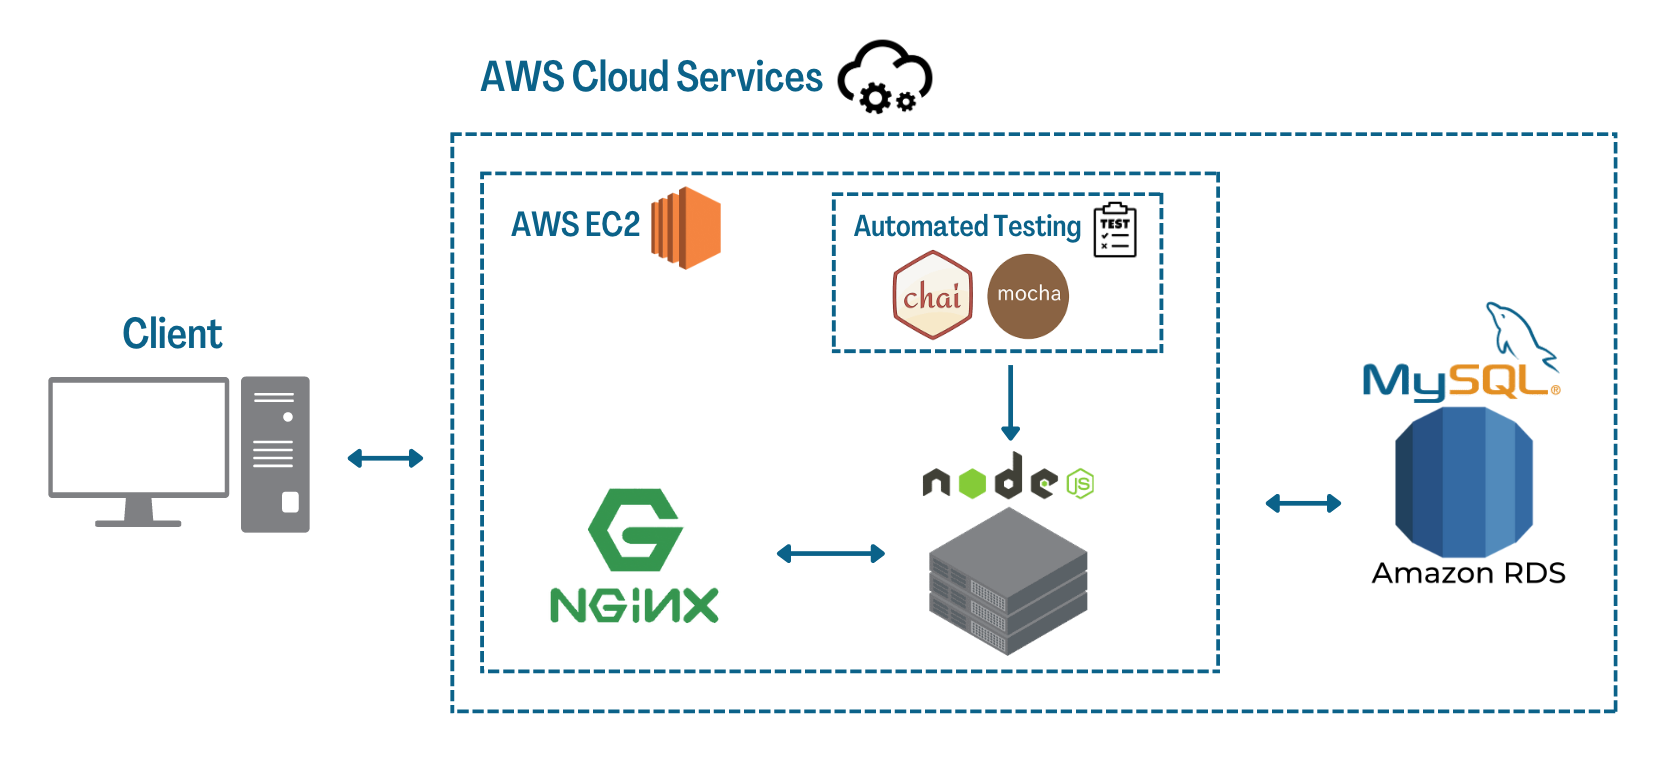 AWS Cloud Services
AWS EC2
Automated Testing
TEST
chai
mocha
Client
MySQL®
node
JS
NGINX
Amazon RDS